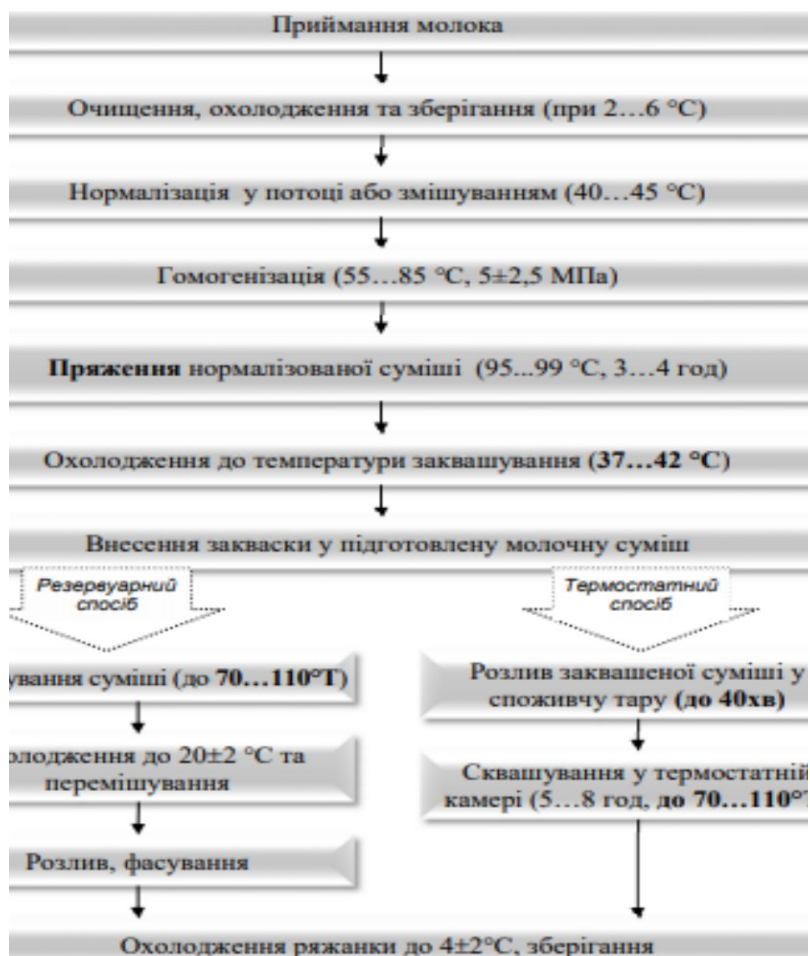 Приймання молока
Очищення, охолодження та зберігання (при 2…6 °С)
Нормалізація у потоці або змішуванням (40…45 °С)
Гомогенізація (55…85 °С, 5±2,5 МПа)
Пряження нормалізованої суміші (95...99 °С, 3…4 год)
Охолодження до температури заквашування (37…42 °С)
Внесення закваски у підготовлену молочну суміш
Резервуарний
спосіб
ування суміші (до 70…110°Т)
олодження до 20±2 °С та
перемішування
Розлив, фасування
Термостатний
спосіб
Розлив заквашеної суміші у
споживчу тару (до 40хв)
Сквашування у термостатній
камері (5…8 год, до 70…110°Т
Охолодження ряжанки до 4±2°С, зберігання